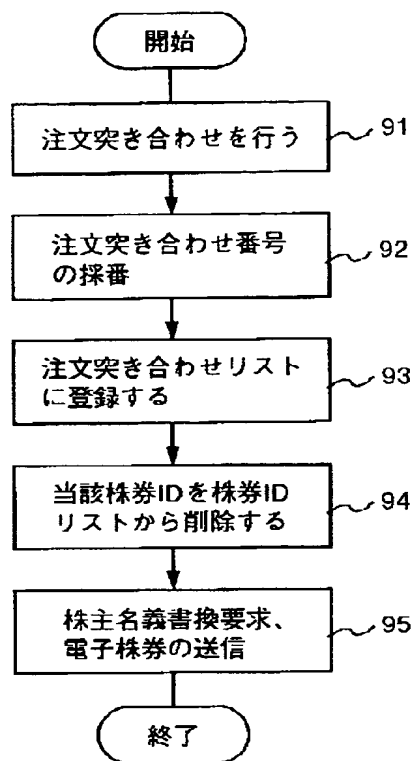 開始
注文突き合わせを行う
91
注文突き合わせ番号
の採番
92
注文突き合わせリスト
に登録する
93
当該株券IDを株券ID
リストから削除する
94
株主名義書換要求、
電子株券の送信
95
終了